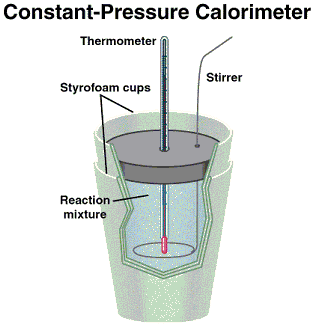 Constant-Pressure Calorimeter
Thermometer
Stirrer
Styrofoam cups
Reaction
mixture